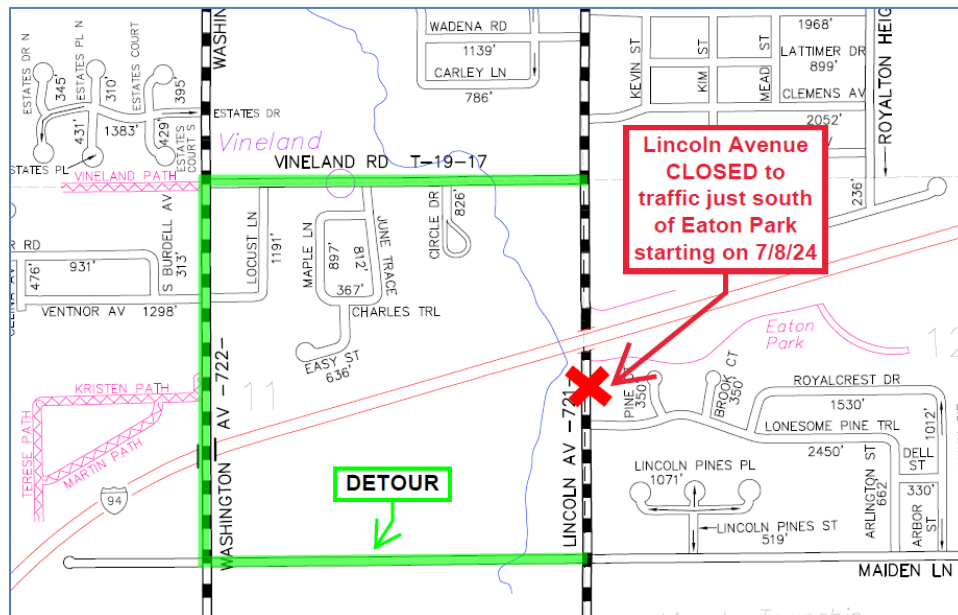 WASHIN
WADENA RD
1139'
CARLEY LN
786'
ESTATES DR N
345'
ESTATES PL N
310'
ESTATES COURT
395'
ESTATES DR
431'
1383'
429'
ESTATES
COURT S
ESTATES PL
VINELAND PATH
Vineland
VINELAND RD T-19-17
KEVIN ST
KIM ST
MEAD ST
1968'
LATTIMER DR
899'
CLEMENS AV
2052'
ROYALTON HEIG
236'
Lincoln Avenue
CLOSED to
traffic just south
of Eaton Park
starting on 7/8/24
R RD
931'
476'
S BURDELL AV
313'
VENTNOR AV 1298'
LOCUST LN
1191'
MAPLE LN
897'
812'
JUNE TRACE
367'
CHARLES TRL
CIRCLE DR
826'
EASY ST
636'
Eaton
Park
12
11
KRISTEN PATH
TERESE PATH
MARTIN PATH
94
WASHINGTON AV -722-
LINCOLN AV -721-
PINE
350'
BROOK CT
350'
ROYALCREST DR
1530'
LONESOME PINE TRL
2450'
1012'
DELL
ST
330'
ARLINGTON ST
662
ARBOR
ST
LINCOLN PINES PL
1071'
LINCOLN PINES ST
519'
DETOUR
MAIDEN LN